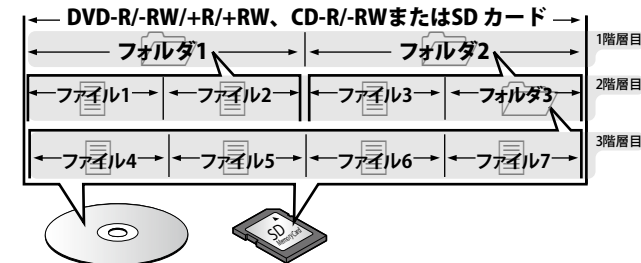 DVD-R/-RW/+R/+RW、CD-R/-RWまたはSD カード
フォルダ1 フォルダ2 1階層目
ファイル1 ファイル2 ファイル3 フォルダ3 2階層目
ファイル4 ファイル5 ファイル6 ファイル7 3階層目
SD
MemoryCard